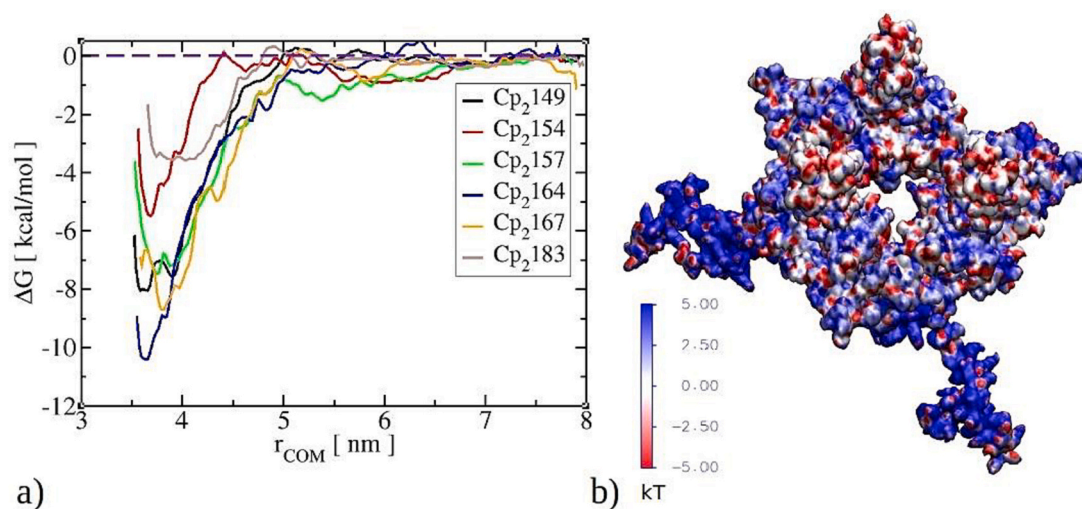 0
-2
-4
-6
-8
-10
-12
ΔG [ kcal/mol ]
3 4 5 6 7 8
r_COM [ nm ]
Cp₂149
Cp₂154
Cp₂157
Cp₂164
Cp₂167
Cp₂183
a)
5.00
2.50
0.00
-2.50
-5.00
kT
b)